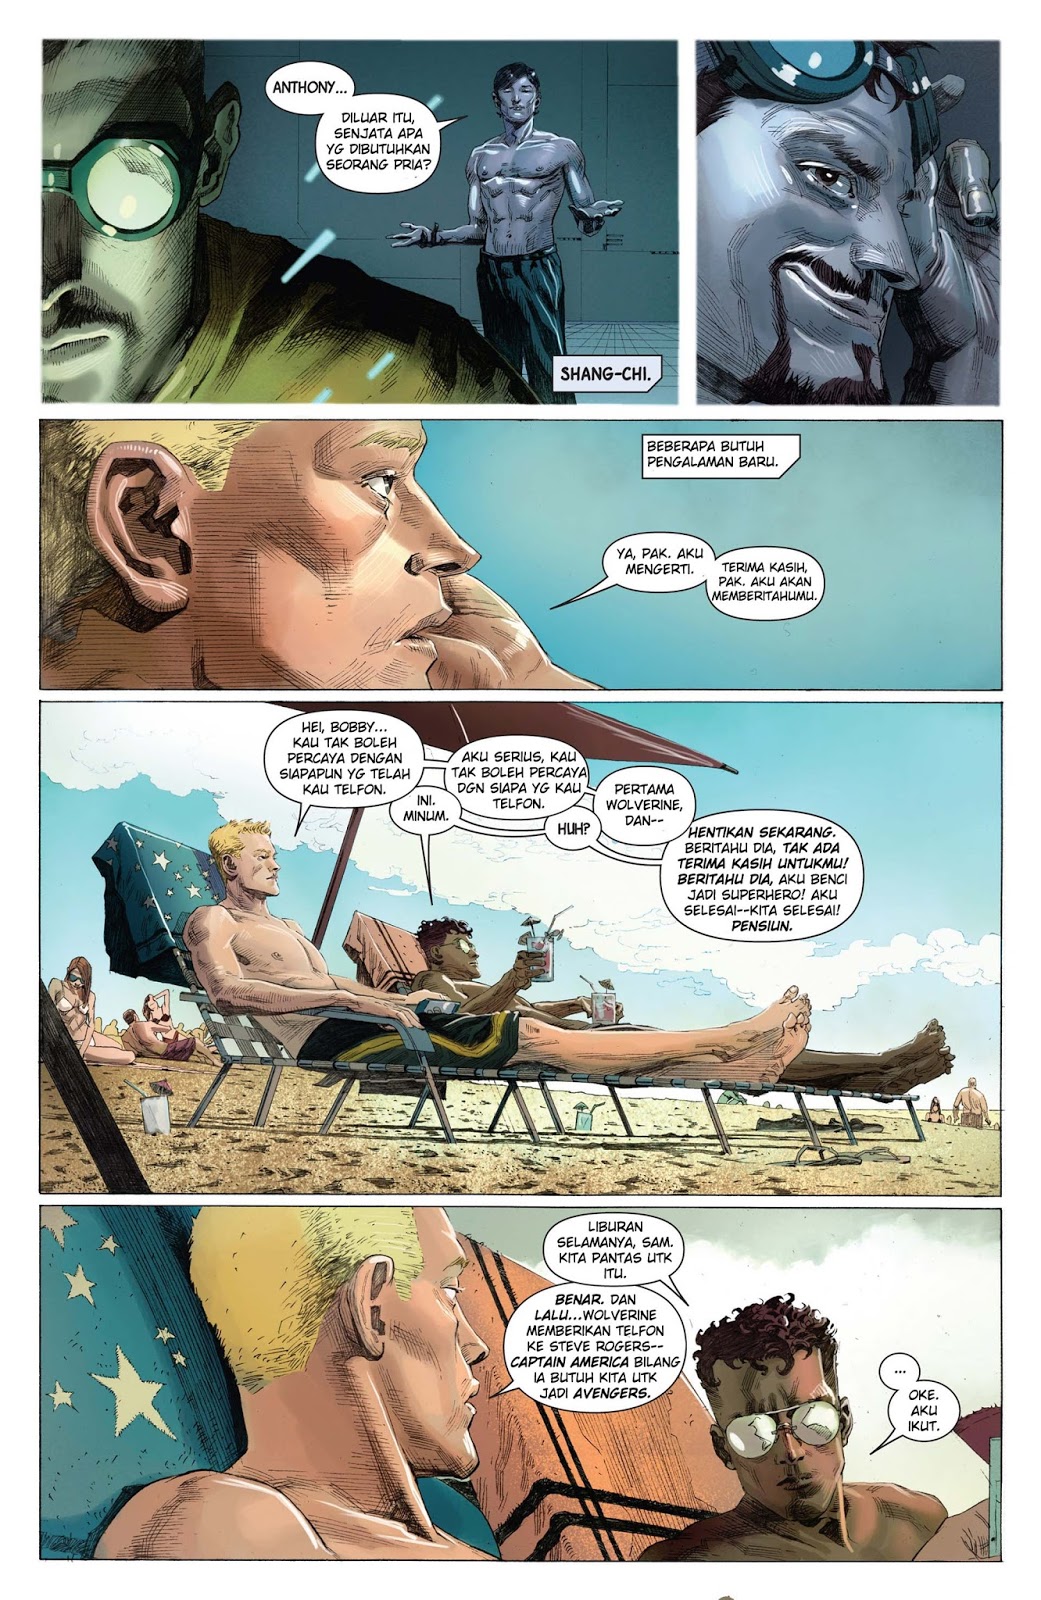 ANTHONY...
DILUAR ITU,
SENJATA APA
YG DIBUTUHKAN
SEORANG PRIA?
SHANG-CHI.
BEBERAPA BUTUH
PENGALAMAN BARU.
YA, PAK. AKU
MENGERTI.
TERIMA KASIH,
PAK. AKU AKAN
MEMBERITAHUMU.
HEI, BOBBY...
KAU TAK BOLEH
PERCAYA DENGAN
SIAPAPUN YG TELAH
KAU TELFON.
INI.
MINUM.
AKU SERIUS, KAU
TAK BOLEH PERCAYA
DGN SIAPA YG KAU
TELFON.
HUH?
PERTAMA
WOLVERINE,
DAN--
HENTIKAN SEKARANG.
BERITAHU DIA, TAK ADA
TERIMA KASIH UNTUKMU!
BERITAHU DIA, AKU BENCI
JADI SUPERHERO! AKU
SELESAI--KITA SELESAI!
PENSIUN.
LIBURAN
SELAMANYA, SAM.
KITA PANTAS UTK
ITU.
BENAR. DAN
LALU...WOLVERINE
MEMBERIKAN TELFON
KE STEVE ROGERS--
CAPTAIN AMERICA BILANG
IA BUTUH KITA UTK
JADI AVENGERS.
...
OKE.
AKU
IKUT.